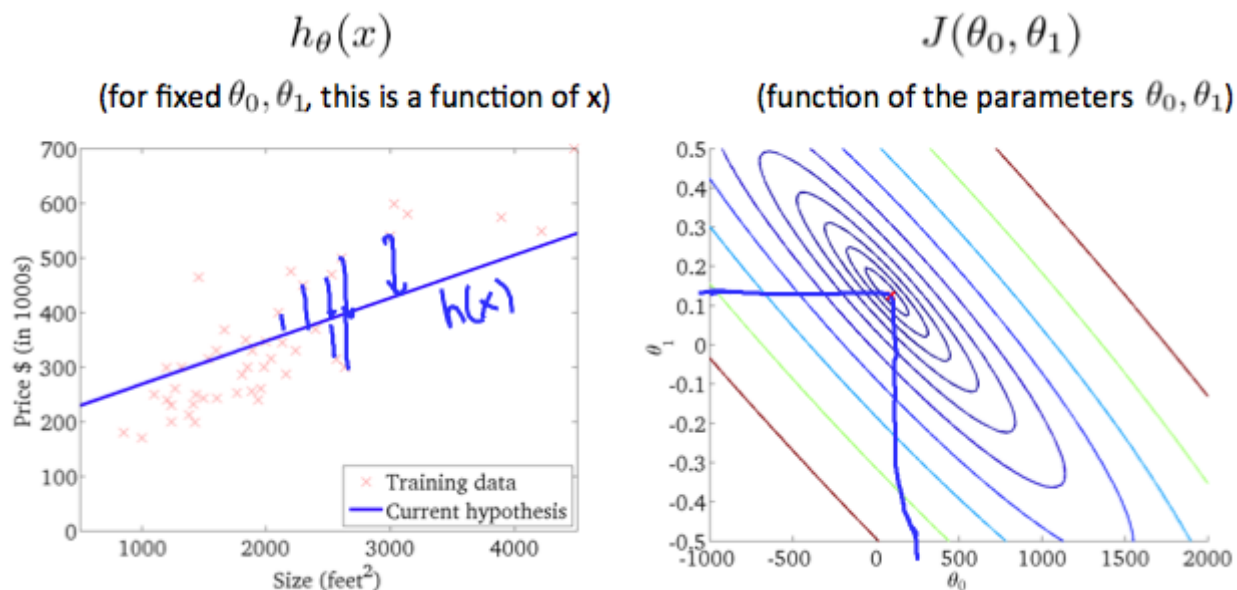 h_θ(x)
(for fixed θ₀, θ₁, this is a function of x)
700
600
500
400
300
200
100
0
Price $ (in 1000s)
h(x)
Training data
Current hypothesis
1000 2000 3000 4000
Size (feet²)
J(θ₀, θ₁)
(function of the parameters θ₀, θ₁)
0.5
0.4
0.3
0.2
0.1
0
-0.1
-0.2
-0.3
-0.4
-0.5
θ₁
-1000 -500 0 500 1000 1500 2000
θ₀